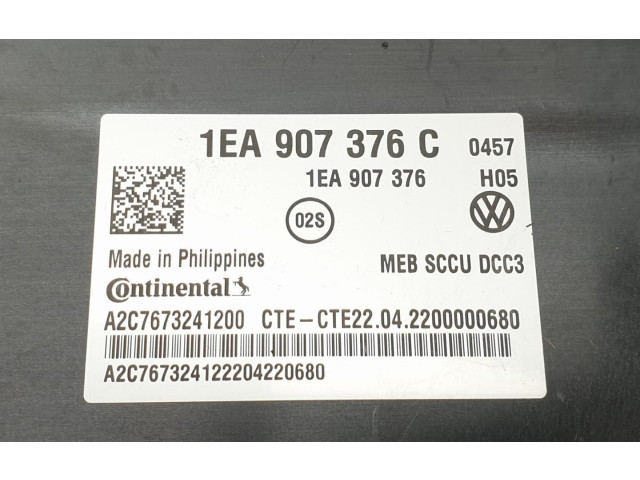 1EA 907 376 C 0457
1EA 907 376 H05
02S
Made in Philippines MEB SCCU DCC3
Continental
A2C7673241200 CTE-CTE22.04.2200000680
A2C767324122204220680